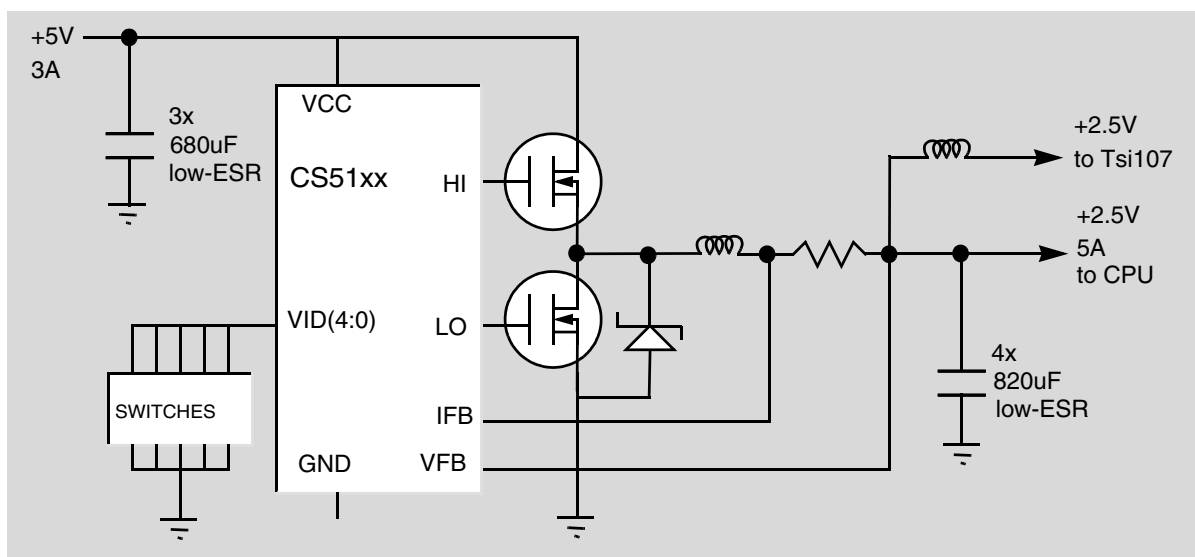 +5V
3A
3x
680uF
low-ESR
VCC
CS51xx
HI
VID(4:0)
LO
SWITCHES
IFB
GND
VFB
+2.5V
to Tsi107
+2.5V
5A
to CPU
4x
820uF
low-ESR